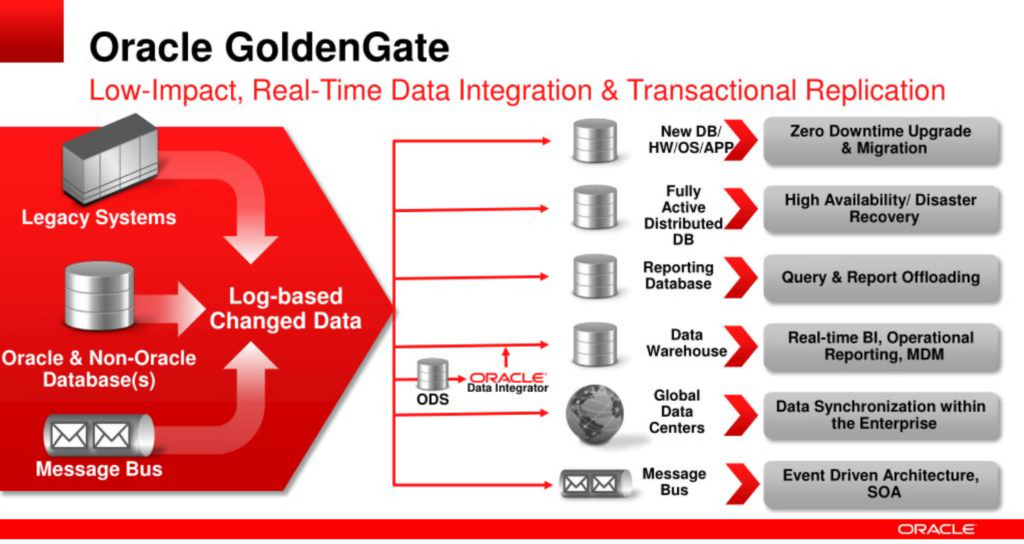 Oracle GoldenGate
Low-Impact, Real-Time Data Integration & Transactional Replication
Legacy Systems
Oracle & Non-Oracle
Database(s)
Message Bus
Log-based
Changed Data
ODS
ORACLE
Data Integrator
New DB/
HW/OS/APP
Zero Downtime Upgrade
& Migration
Fully
Active
Distributed
DB
High Availability/ Disaster
Recovery
Reporting
Database
Query & Report Offloading
Data
Warehouse
Real-time BI, Operational
Reporting, MDM
Global
Data
Centers
Data Synchronization within
the Enterprise
Message
Bus
Event Driven Architecture,
SOA
ORACLE